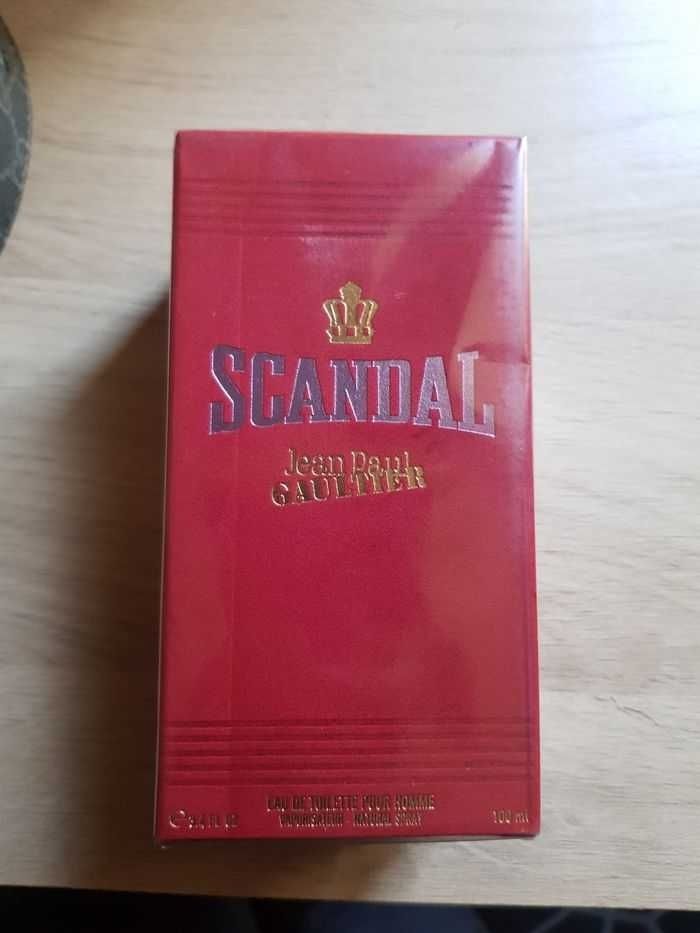 SCANDAL
Jean Paul
GAULTIER
EAU DE TOILETTE POUR HOMME
VAPORISATEUR - NATURAL SPRAY
℮ 3.4 FL OZ
100 ml